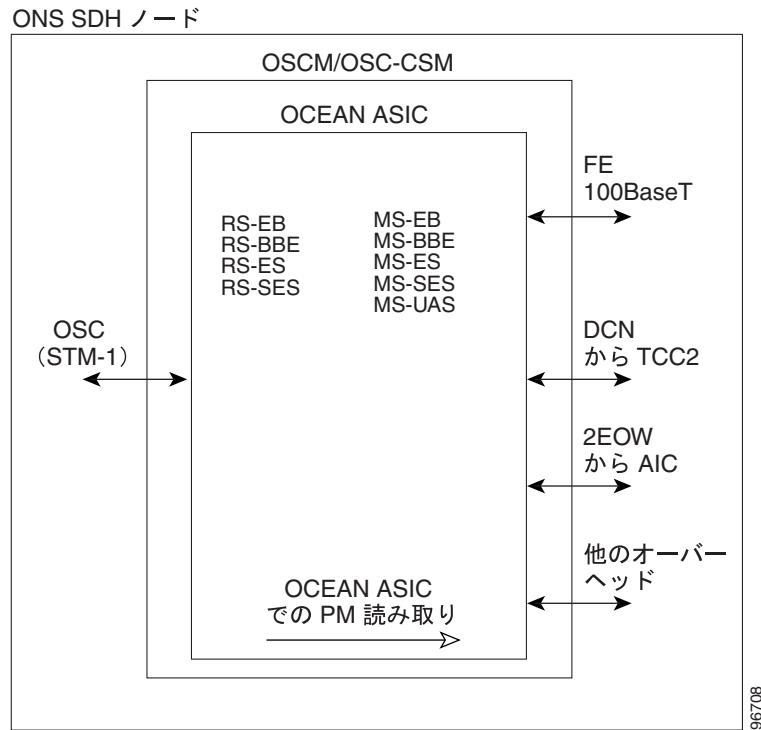 ONS SDH ノード
OSCM/OSC-CSM
OCEAN ASIC
FE
100BaseT
RS-EB
RS-BBE
RS-ES
RS-SES
MS-EB
MS-BBE
MS-ES
MS-SES
MS-UAS
OSC
（STM-1）
DCN
から TCC2
2EOW
から AIC
他のオーバー
ヘッド
OCEAN ASIC
での PM 読み取り
96708